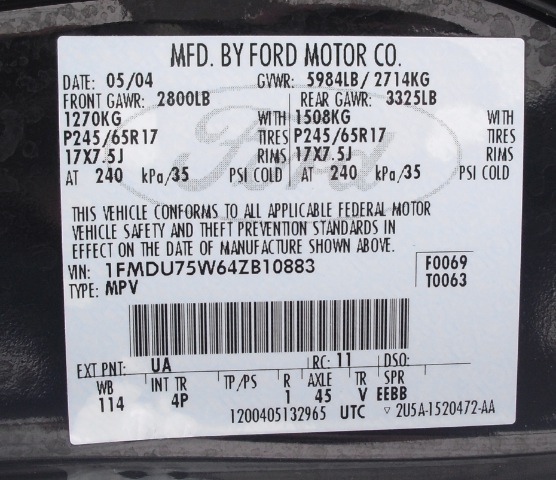 MFD. BY FORD MOTOR CO.
DATE: 05/04 GVWR: 5984LB/2714KG
FRONT GAWR: 2800LB REAR GAWR: 3325LB
1270KG WITH 1508KG WITH
P245/65R17 TIRES P245/65R17 TIRES
17X7.5J RIMS 17X7.5J RIMS
AT 240 kPa/35 PSI COLD AT 240 kPa/35 PSI COLD
Ford
THIS VEHICLE CONFORMS TO ALL APPLICABLE FEDERAL MOTOR
VEHICLE SAFETY AND THEFT PREVENTION STANDARDS IN
EFFECT ON THE DATE OF MANUFACTURE SHOWN ABOVE.
VIN: 1FMDU75W64ZB10883 F0069
TYPE: MPV T0063
EXT PNT: UA RC: 11 DSO:
WB INT TR TP/PS R AXLE TR SPR
114 4P 1 45 V EEBB
1200405132965 UTC ▽ 2U5A-1520472-AA